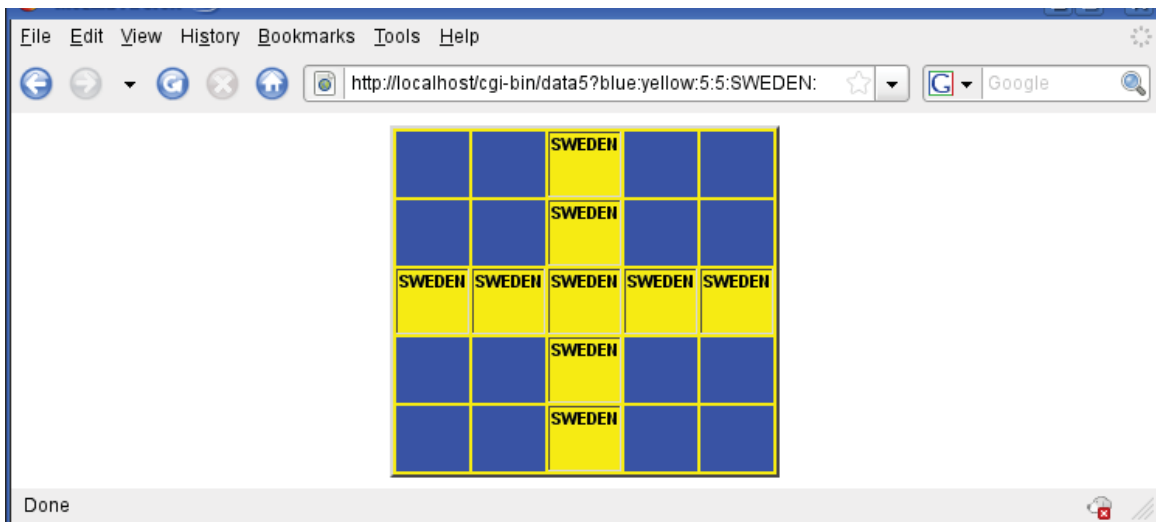 File Edit View History Bookmarks Tools Help
http://localhost/cgi-bin/data5?blue:yellow:5:5:SWEDEN: G Google
SWEDEN
SWEDEN
SWEDEN SWEDEN SWEDEN SWEDEN SWEDEN
SWEDEN
SWEDEN
Done